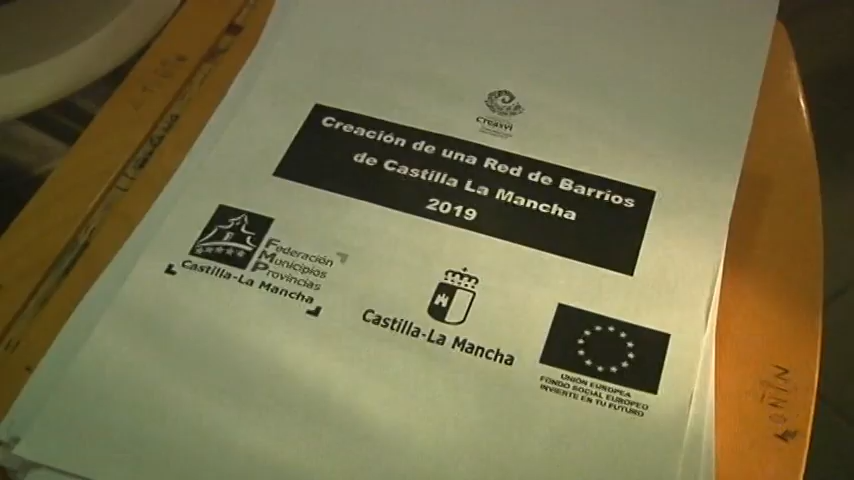 creasvi
Creación de una Red de Barrios
de Castilla La Mancha
2019
Federación
Municipios
Provincias
Castilla-La Mancha
Castilla-La Mancha
UNIÓN EUROPEA
FONDO SOCIAL EUROPEO
INVIERTE EN TU FUTURO